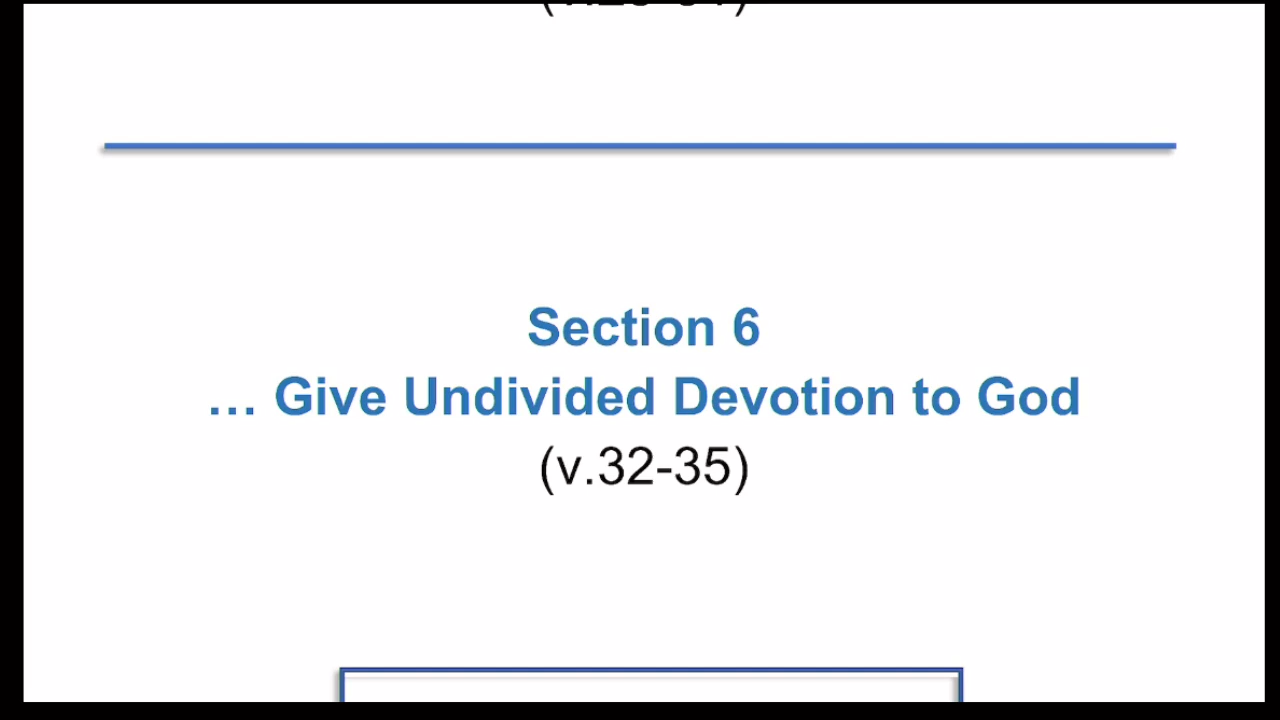 Section 6
... Give Undivided Devotion to God
(v.32-35)